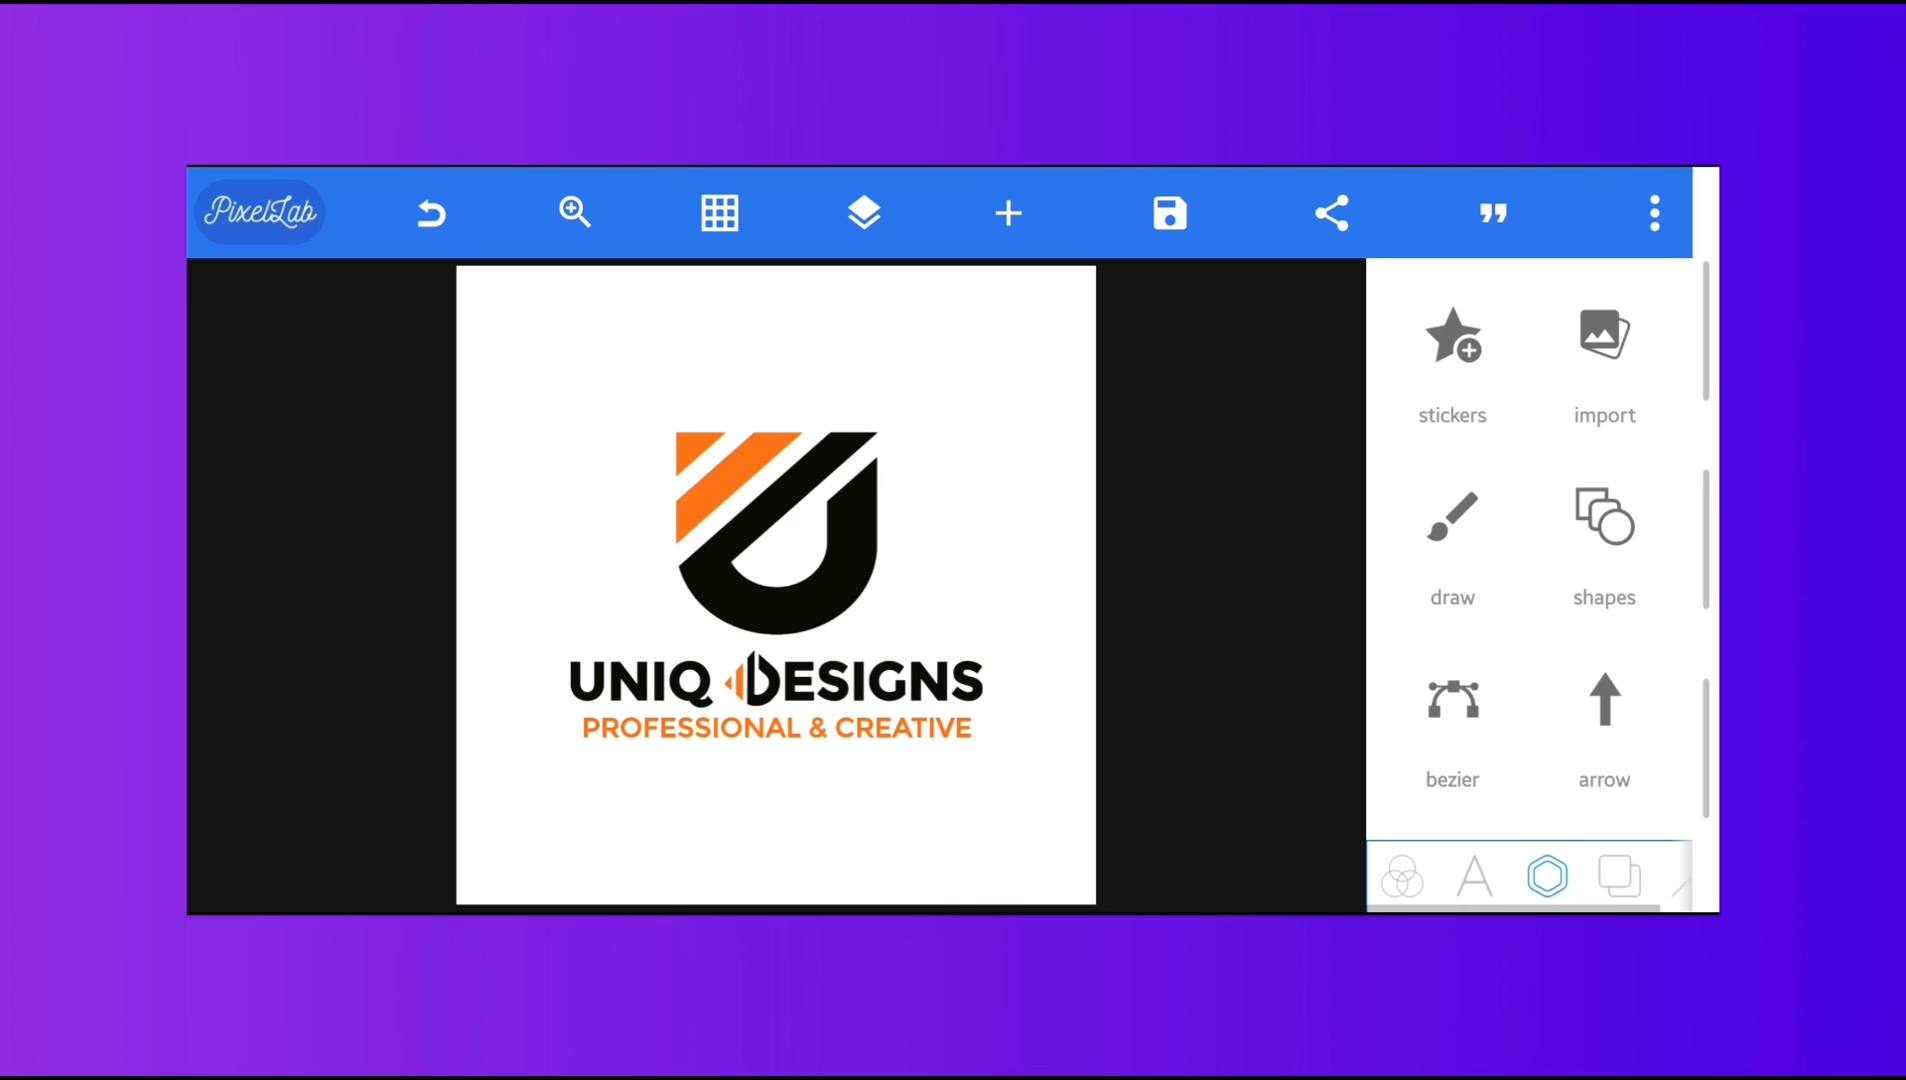 PixelLab
stickers
import
draw
shapes
bezier
arrow
UNIQ DESIGNS
PROFESSIONAL & CREATIVE